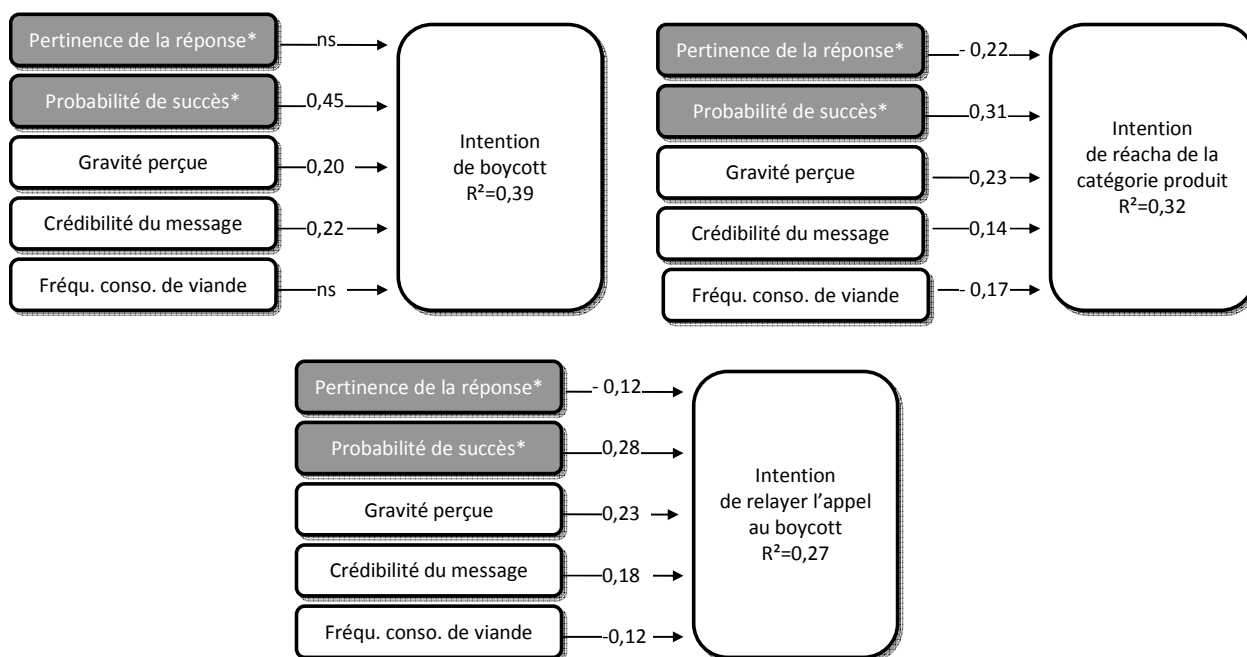 Pertinence de la réponse* ns
Probabilité de succès* 0,45
Gravité perçue 0,20
Crédibilité du message 0,22
Fréqu. conso. de viande ns
Intention
de boycott
R²=0,39
Pertinence de la réponse* - 0,22
Probabilité de succès* 0,31
Gravité perçue 0,23
Crédibilité du message 0,14
Fréqu. conso. de viande - 0,17
Intention
de réacha de la
catégorie produit
R²=0,32
Pertinence de la réponse* - 0,12
Probabilité de succès* 0,28
Gravité perçue 0,23
Crédibilité du message 0,18
Fréqu. conso. de viande -0,12
Intention
de relayer l’appel
au boycott
R²=0,27